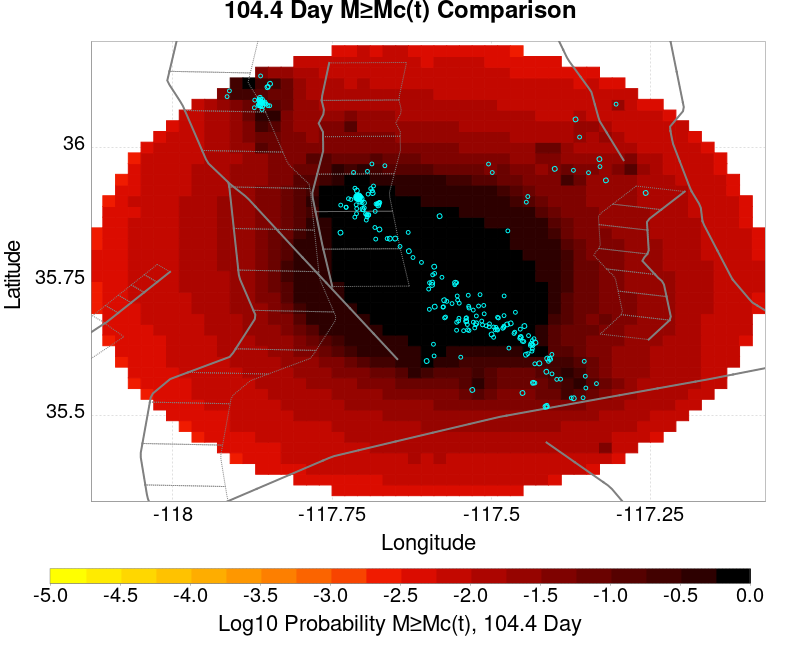 104.4 Day M≥Mc(t) Comparison
36
35.75
35.5
Latitude
-118 -117.75 -117.5 -117.25
Longitude
-5.0 -4.5 -4.0 -3.5 -3.0 -2.5 -2.0 -1.5 -1.0 -0.5 0.0
Log10 Probability M≥Mc(t), 104.4 Day